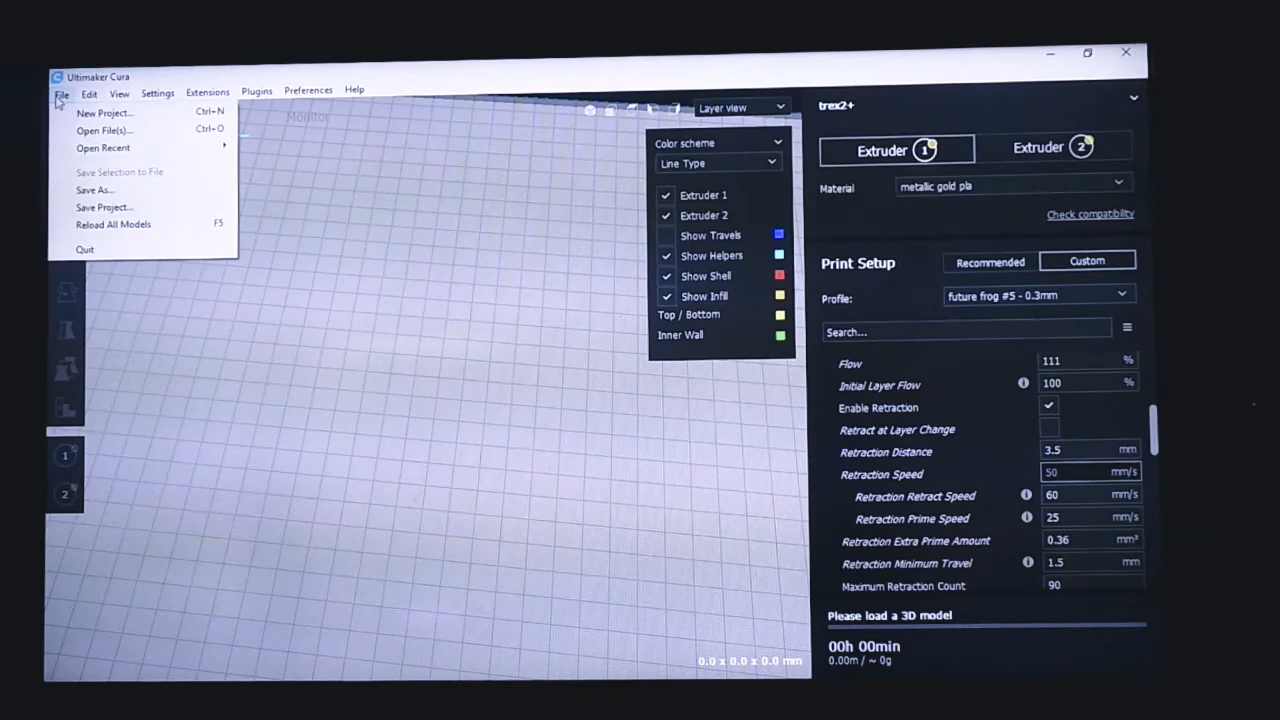 Ultimaker Cura
File Edit View Settings Extensions Plugins Preferences Help
New Project... Ctrl+N
Open File(s)... Ctrl+O
Open Recent
Save Selection to File
Save As...
Save Project...
Reload All Models F5
Quit
Monitor
Layer view
Color scheme
Line Type
Extruder 1
Extruder 2
Show Travels
Show Helpers
Show Shell
Show Infill
Top / Bottom
Inner Wall
1
2
0.0 x 0.0 x 0.0 mm
trex2+
Extruder 1 Extruder 2
Material metallic gold pla
Check compatibility
Print Setup Recommended Custom
Profile: future frog #5 - 0.3mm
Search...
Flow 111 %
Initial Layer Flow 100 %
Enable Retraction
Retract at Layer Change
Retraction Distance 3.5 mm
Retraction Speed 50 mm/s
Retraction Retract Speed 60 mm/s
Retraction Prime Speed 25 mm/s
Retraction Extra Prime Amount 0.36 mm³
Retraction Minimum Travel 1.5 mm
Maximum Retraction Count 90
Please load a 3D model
00h 00min
0.00m / ~ 0g